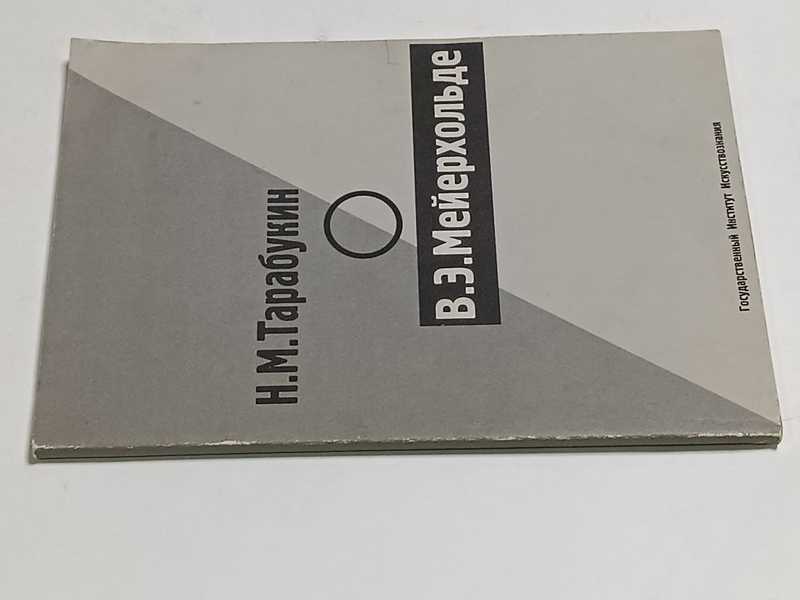 Н.М.Тарабукин
О
В.Э.Мейерхольде
Государственный Институт Искусствознания